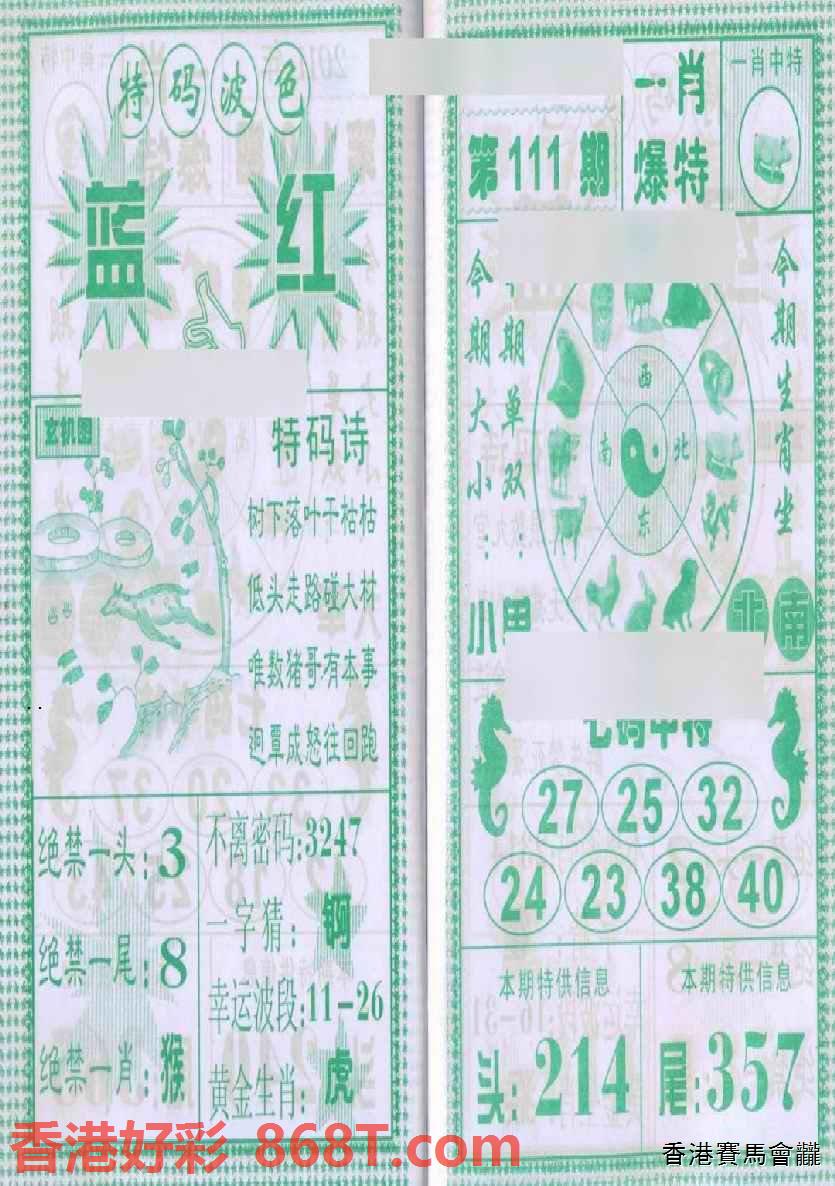 特码波色
蓝 红
玄机图
特码诗
树下落叶干枯枯
低头走路碰大材
唯数猪哥有本事
迥覃成怒往回跑
绝禁一头:3
绝禁一尾:8
绝禁一肖:猴
不离密码:3247
一字猜:钢
幸运波段:11-26
黄金生肖:虎
第111期
一肖
爆特
一肖中特
今期大小:小
今期单双:
今期生肖坐
北南
西
南 北
东
七码中特
27 25 32
24 23 38 40
本期特供信息
头:214
本期特供信息
尾:357
香港好彩 868T.com
香港賽馬會